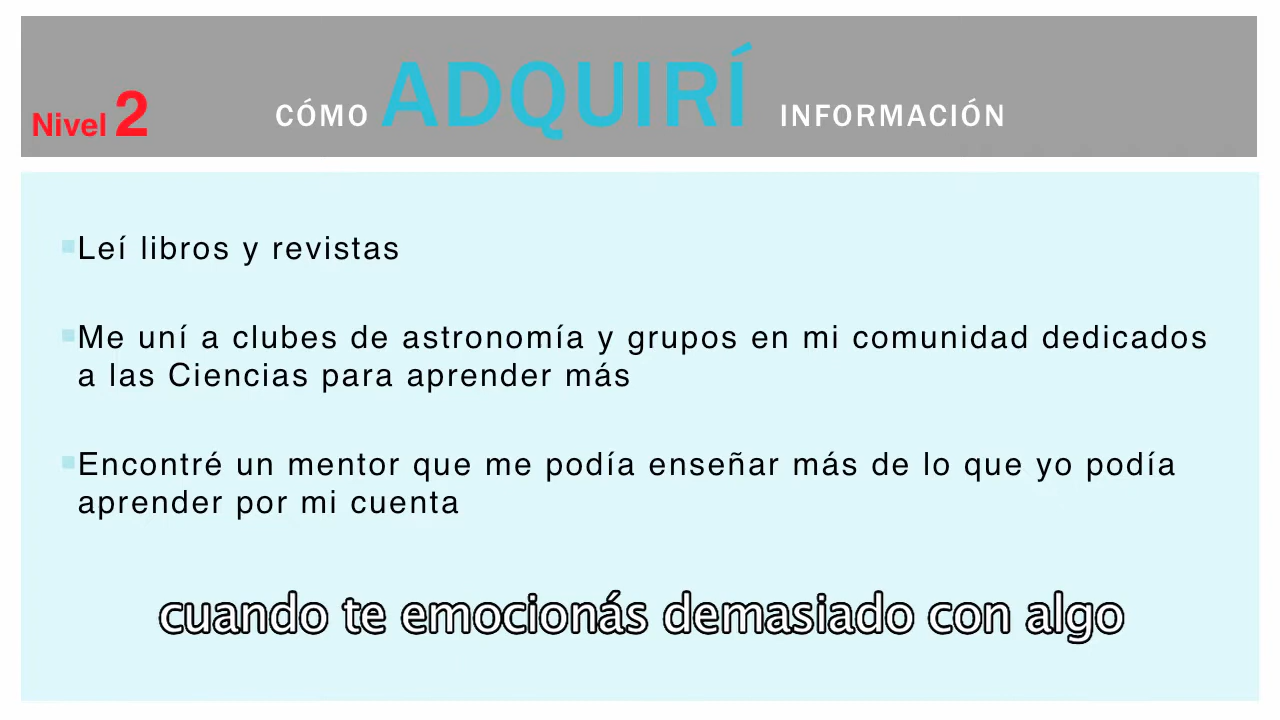 Nivel 2
CÓMO ADQUIRÍ INFORMACIÓN
Leí libros y revistas
Me uní a clubes de astronomía y grupos en mi comunidad dedicados
a las Ciencias para aprender más
Encontré un mentor que me podía enseñar más de lo que yo podía
aprender por mi cuenta
cuando te emocionás demasiado con algo